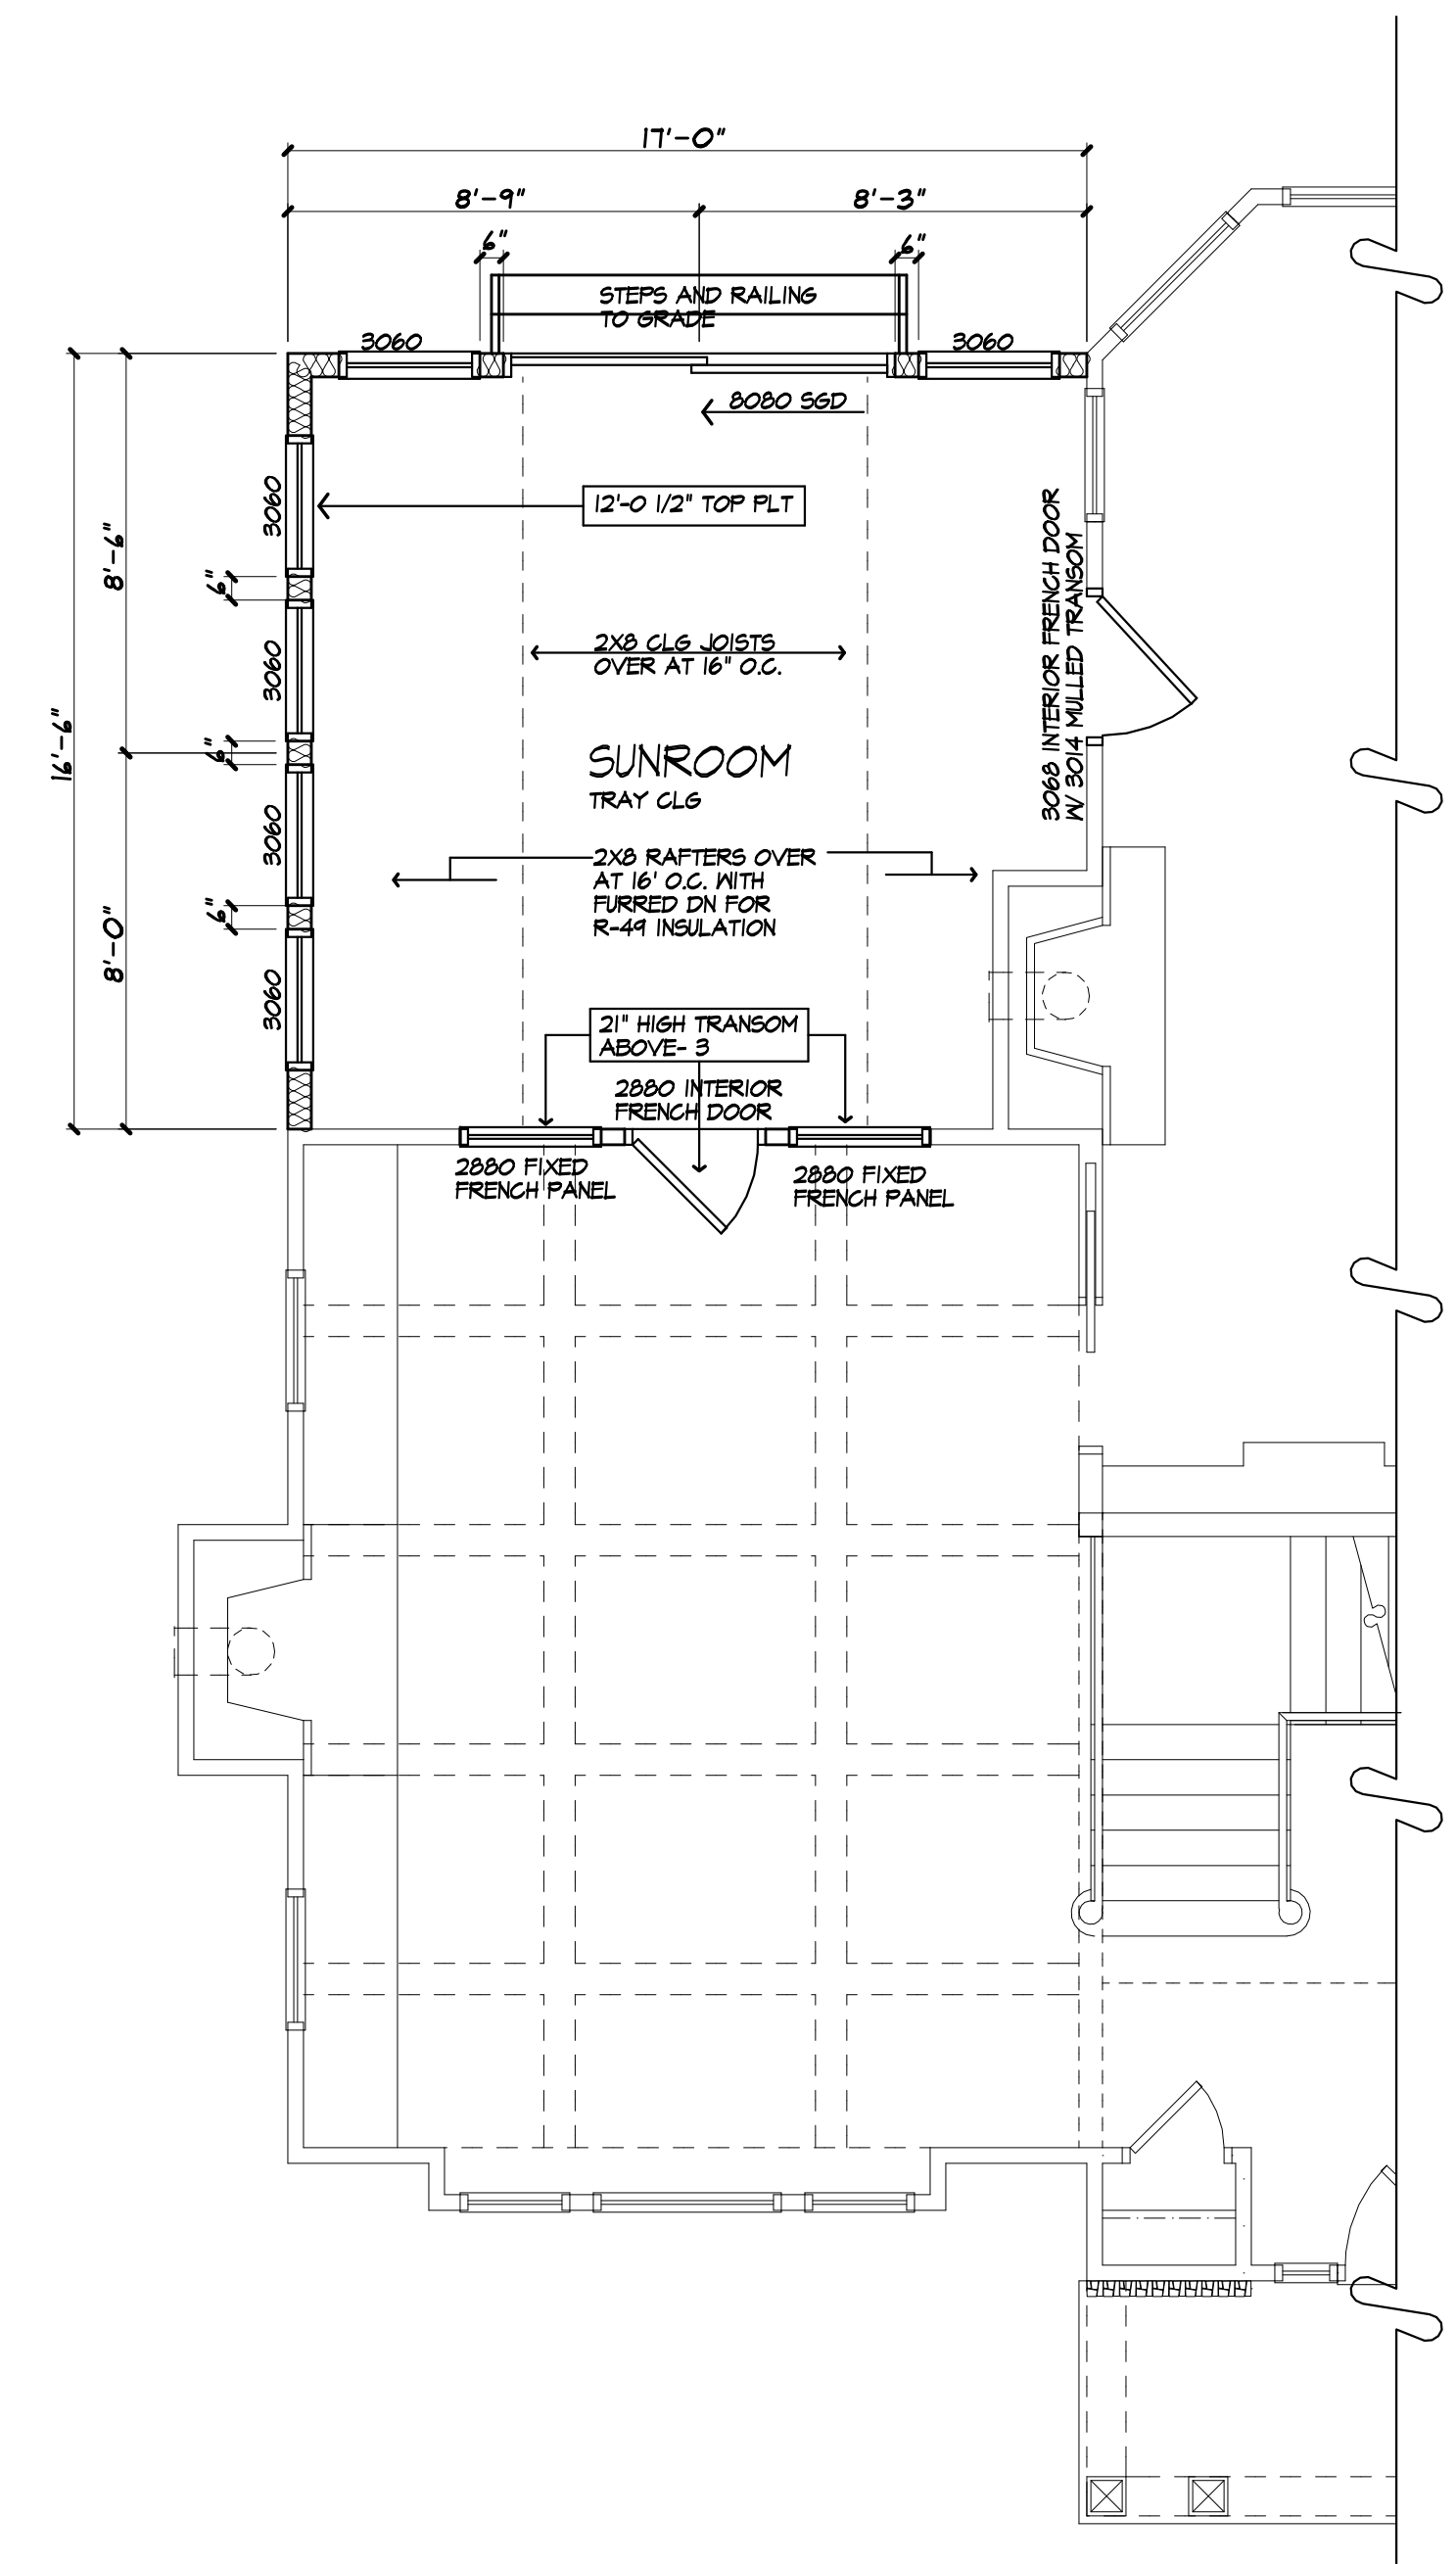 17'-0"
8'-9"
8'-3"
6"
6"
STEPS AND RAILING
TO GRADE
3060
3060
8080 SGD
12'-0 1/2" TOP PLT
3060
3060
3060
3060
6"
6"
6"
8'-6"
8'-0"
16'-6"
3068 INTERIOR FRENCH DOOR
W/ 3014 MULLED TRANSOM
2X8 CLG JOISTS
OVER AT 16" O.C.
SUNROOM
TRAY CLG
2X8 RAFTERS OVER
AT 16' O.C. WITH
FURRED DN FOR
R-49 INSULATION
21" HIGH TRANSOM
ABOVE- 3
2880 INTERIOR
FRENCH DOOR
2880 FIXED
FRENCH PANEL
2880 FIXED
FRENCH PANEL